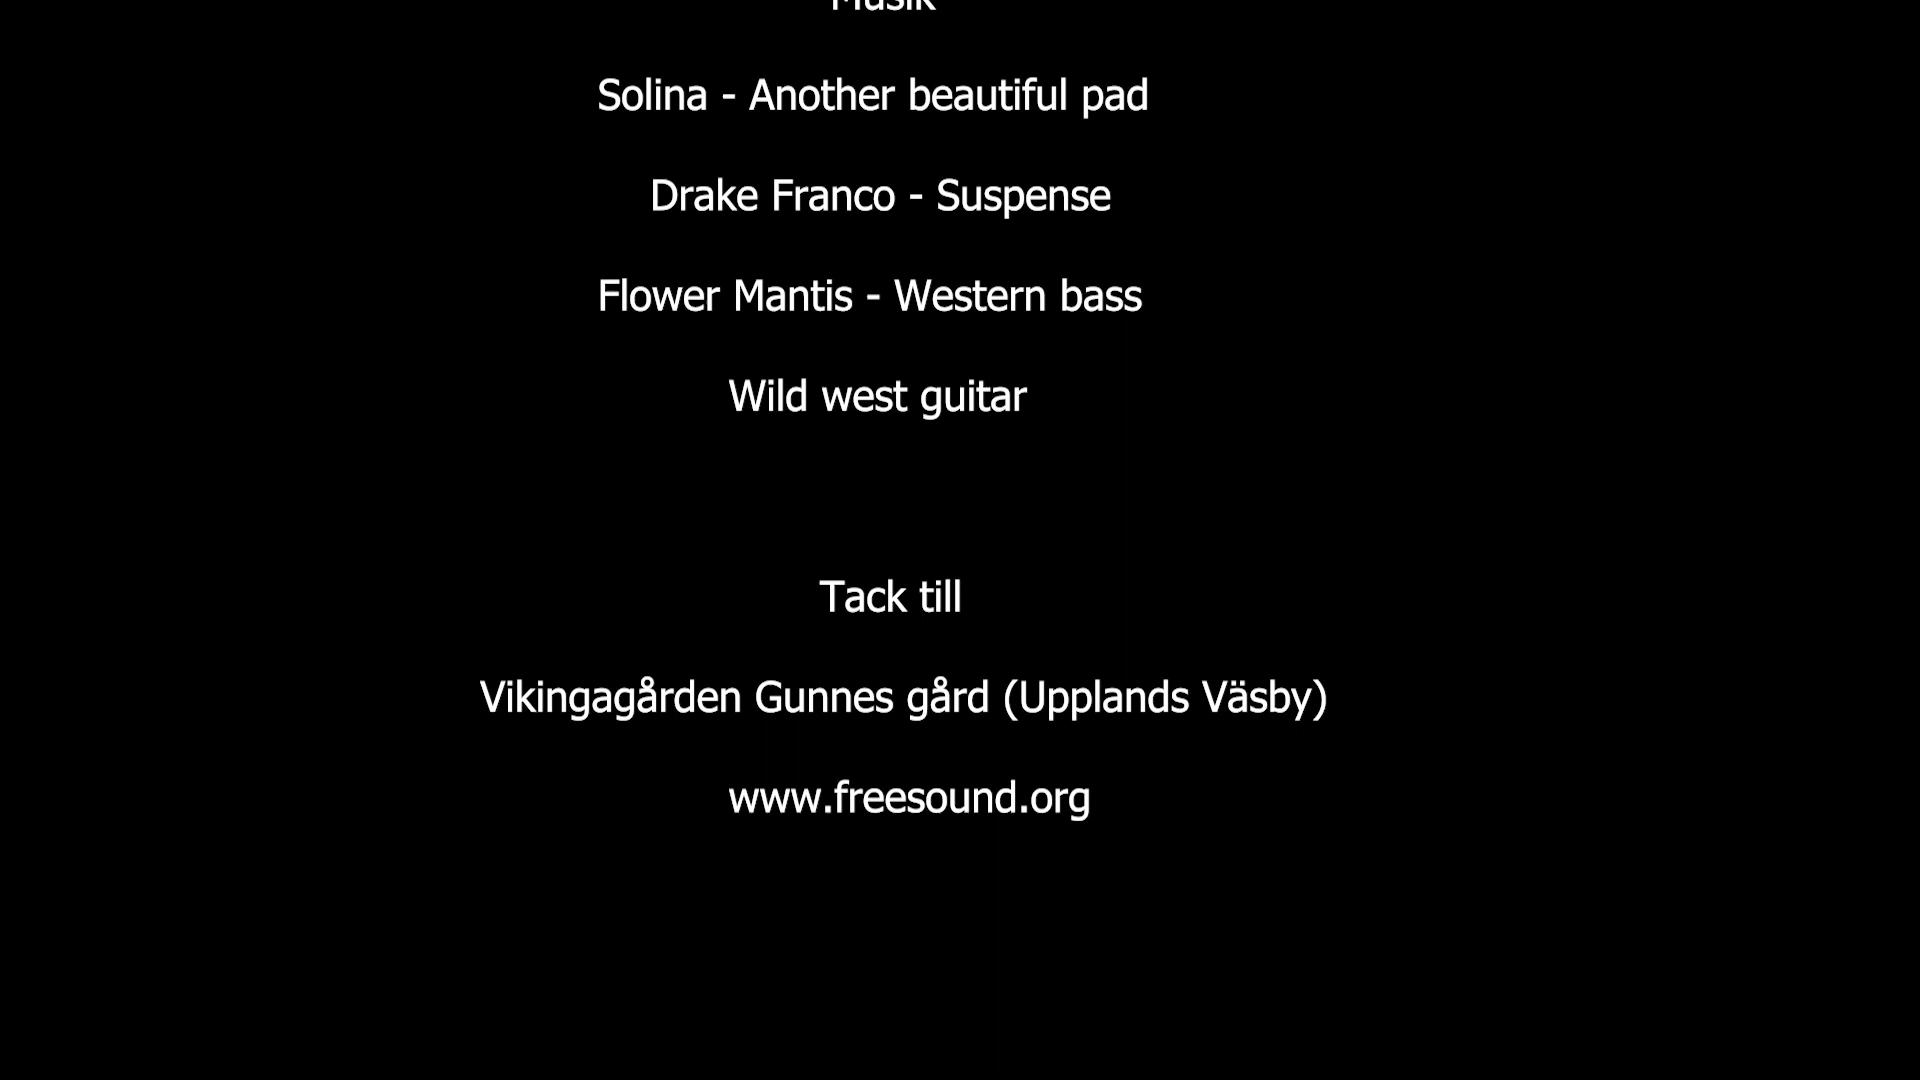 Musik
Solina - Another beautiful pad
Drake Franco - Suspense
Flower Mantis - Western bass
Wild west guitar
Tack till
Vikingagården Gunnes gård (Upplands Väsby)
www.freesound.org